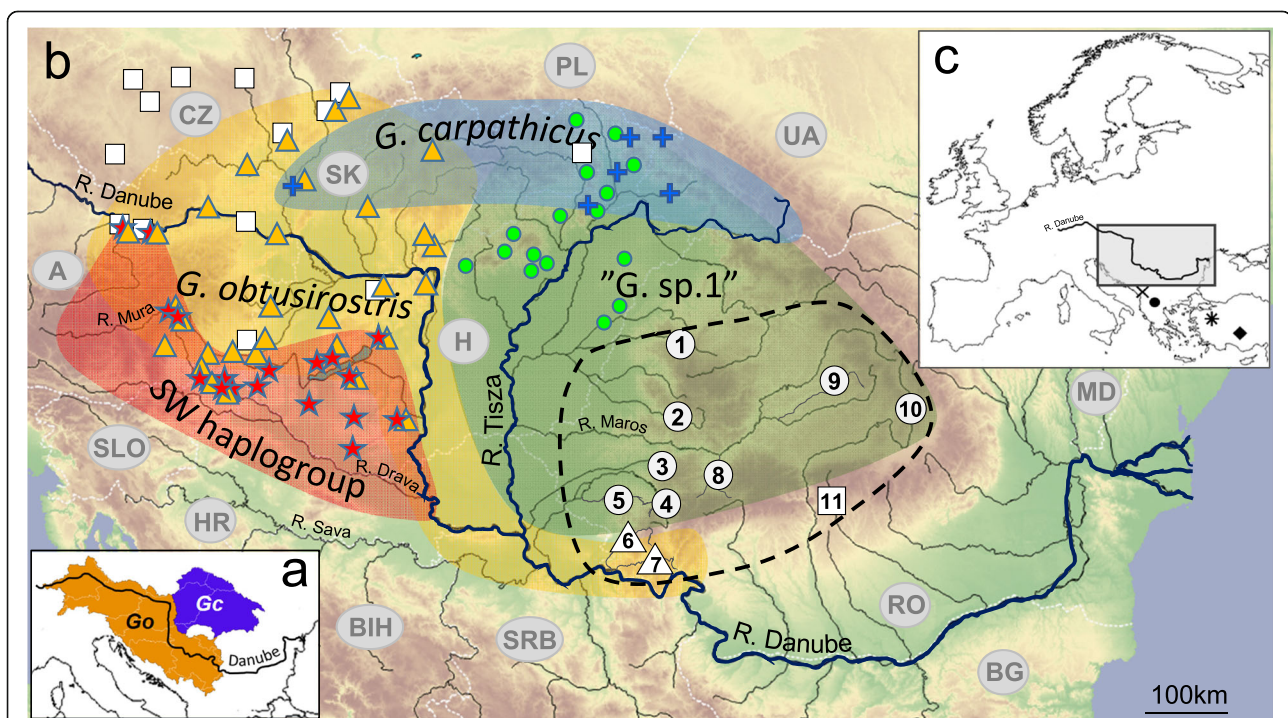 b
PL
c
CZ
G. carpathicus
UA
SK
R. Danube
R. Danube
A
G. obtusirostris
"G. sp.1"
R. Mura
H
1
9
MD
SW haplogroup
R. Tisza
R. Maros
2
10
SLO
3
8
R. Drava
5
4
11
HR
R. Sava
6
7
a
Gc
Go
Danube
BIH
SRB
RO
R. Danube
BG
100km